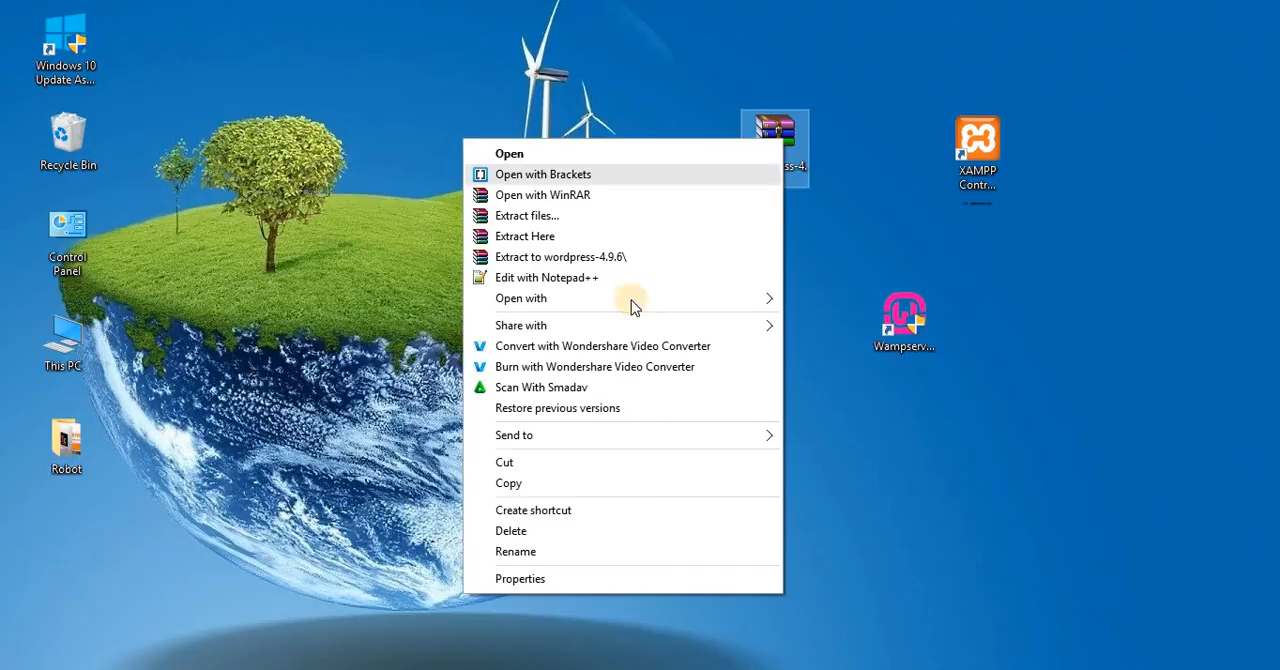 Windows 10
Update As...
Recycle Bin
Control
Panel
This PC
Robot
ss-4.
XAMPP
Contr...
Wampserv...
Open
Open with Brackets
Open with WinRAR
Extract files...
Extract Here
Extract to wordpress-4.9.6\
Edit with Notepad++
Open with
Share with
Convert with Wondershare Video Converter
Burn with Wondershare Video Converter
Scan With Smadav
Restore previous versions
Send to
Cut
Copy
Create shortcut
Delete
Rename
Properties